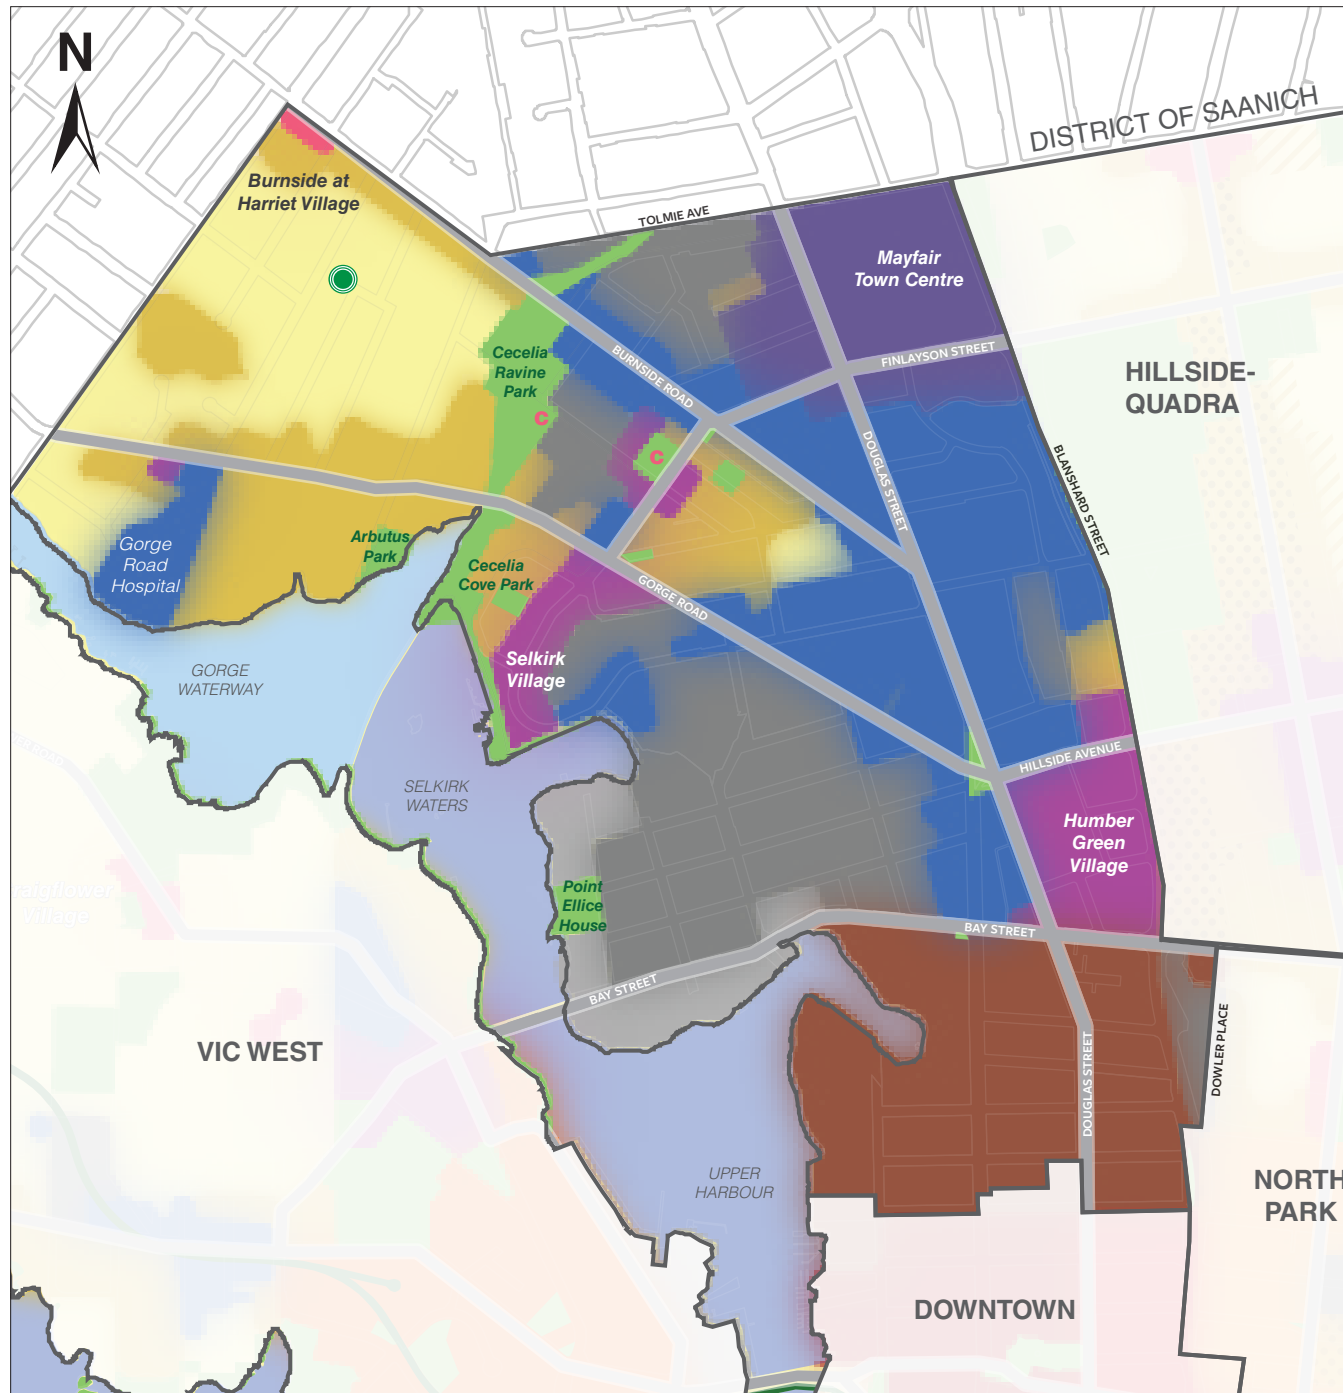 N
DISTRICT OF SAANICH
Burnside at
Harriet Village
TOLMIE AVE
Mayfair
Town Centre
FINLAYSON STREET
Cecelia
Ravine
Park
BURNSIDE ROAD
HILLSIDE-
QUADRA
C
C
DOUGLAS STREET
BLANSHARD STREET
Gorge
Road
Hospital
Arbutus
Park
Cecelia
Cove Park
GORGE ROAD
GORGE
WATERWAY
Selkirk
Village
SELKIRK
WATERS
HILLSIDE AVENUE
Humber
Green
Village
Village
Point
Ellice
House
BAY STREET
BAY STREET
VIC WEST
DOUGLAS STREET
DOWLER PLACE
UPPER
HARBOUR
NORTH
PARK
DOWNTOWN